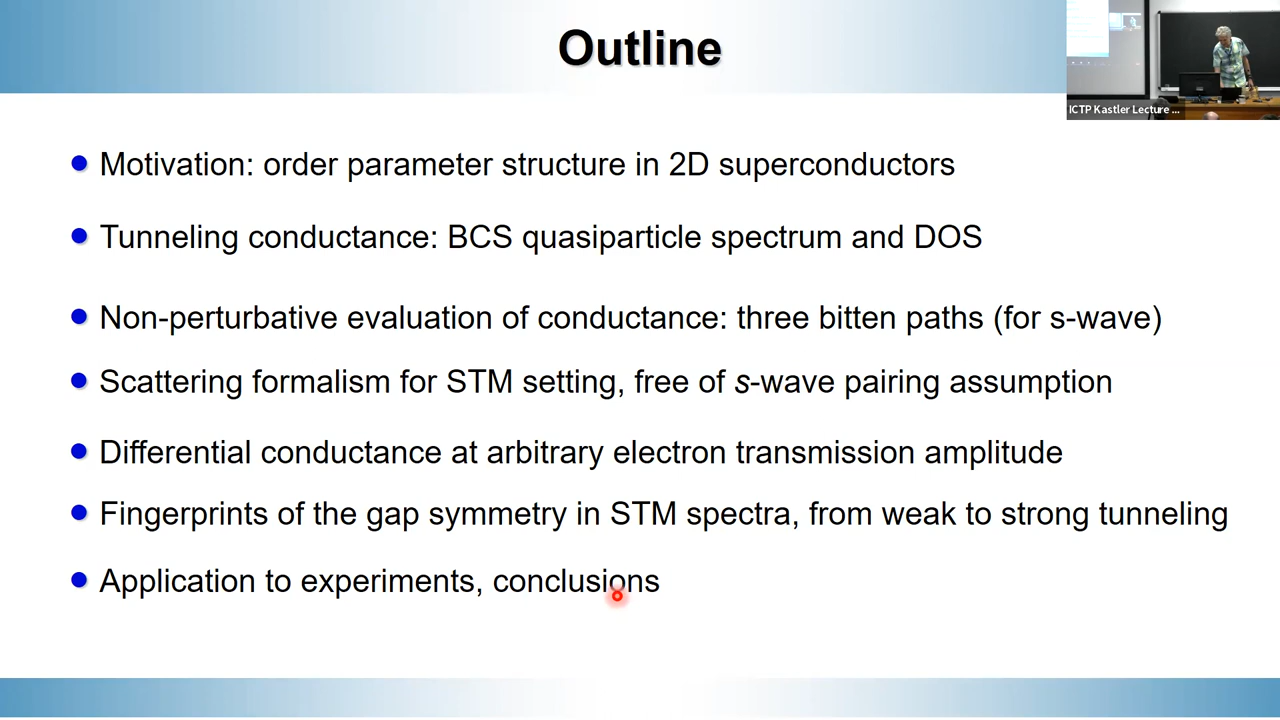 Outline
ICTP Kastler Lecture ...
Motivation: order parameter structure in 2D superconductors
Tunneling conductance: BCS quasiparticle spectrum and DOS
Non-perturbative evaluation of conductance: three bitten paths (for s-wave)
Scattering formalism for STM setting, free of s-wave pairing assumption
Differential conductance at arbitrary electron transmission amplitude
Fingerprints of the gap symmetry in STM spectra, from weak to strong tunneling
Application to experiments, conclusions